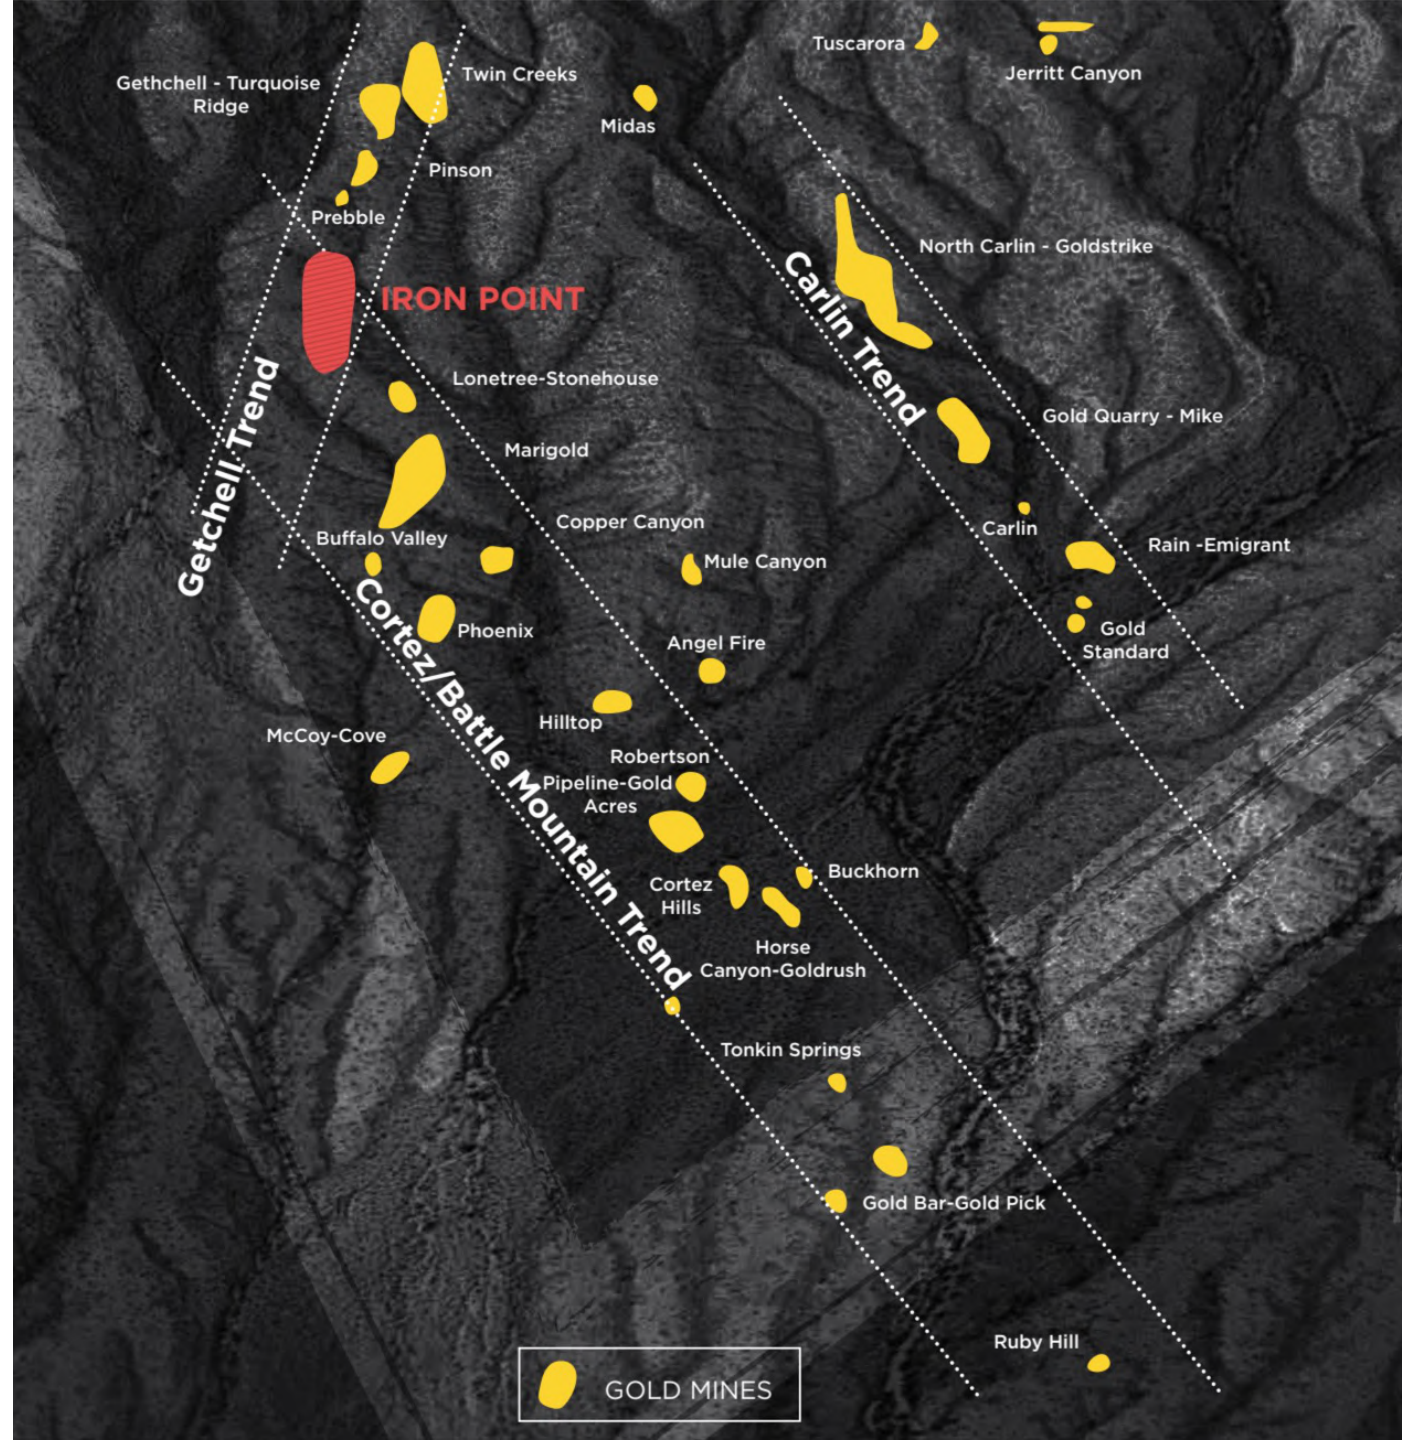 Tuscarora
Jerritt Canyon
Gethchell - Turquoise
Ridge
Twin Creeks
Midas
Pinson
Prebble
North Carlin - Goldstrike
IRON POINT
Carlin Trend
Getchell Trend
Lonetree-Stonehouse
Gold Quarry - Mike
Marigold
Copper Canyon
Carlin
Buffalo Valley
Rain -Emigrant
Mule Canyon
Phoenix
Gold
Standard
Angel Fire
Cortez/Battle Mountain Trend
Hilltop
McCoy-Cove
Robertson
Pipeline-Gold
Acres
Buckhorn
Cortez
Hills
Horse
Canyon-Goldrush
Tonkin Springs
Gold Bar-Gold Pick
Ruby Hill
GOLD MINES